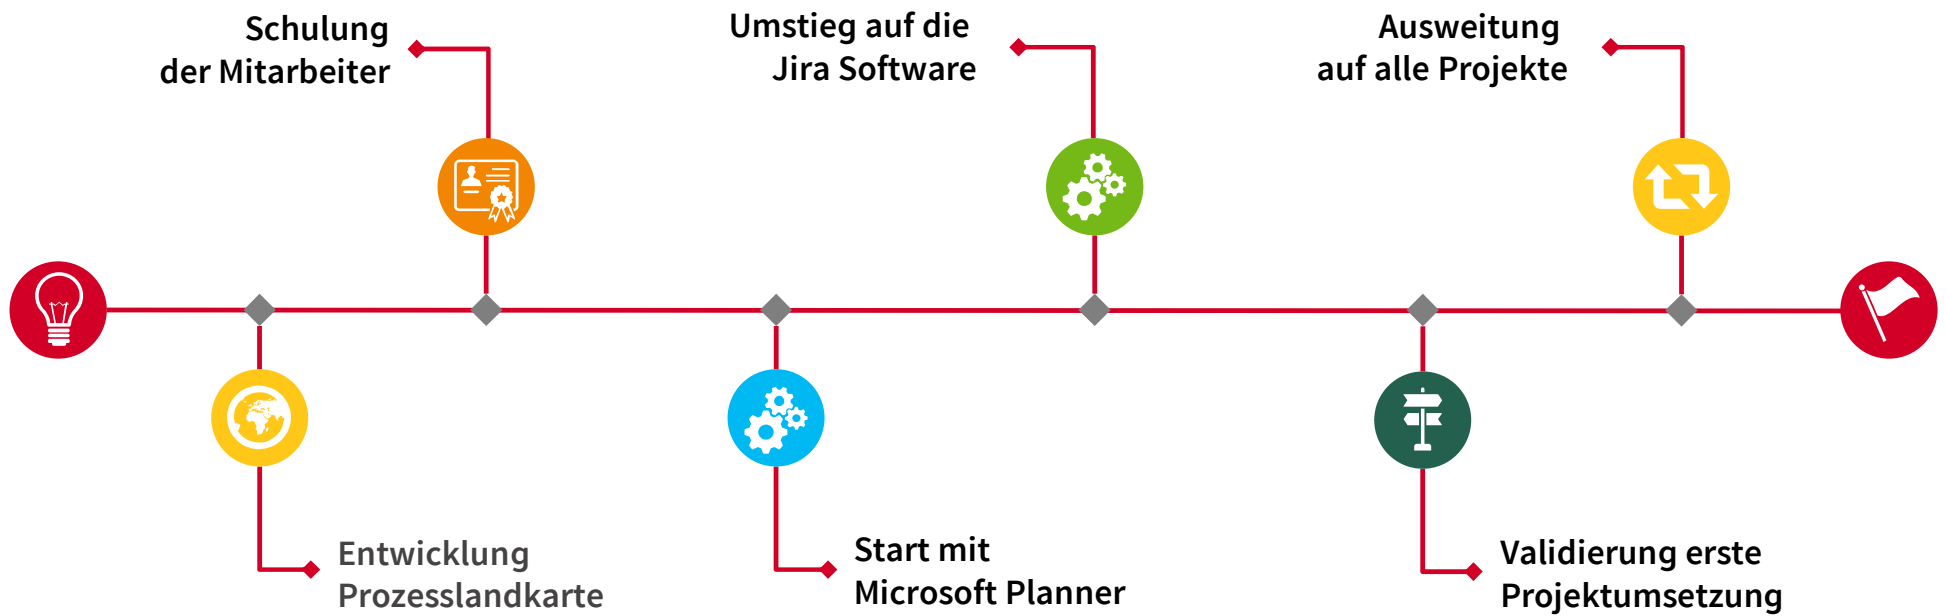 Schulung
der Mitarbeiter
Umstieg auf die
Jira Software
Ausweitung
auf alle Projekte
Entwicklung
Prozesslandkarte
Start mit
Microsoft Planner
Validierung erste
Projektumsetzung